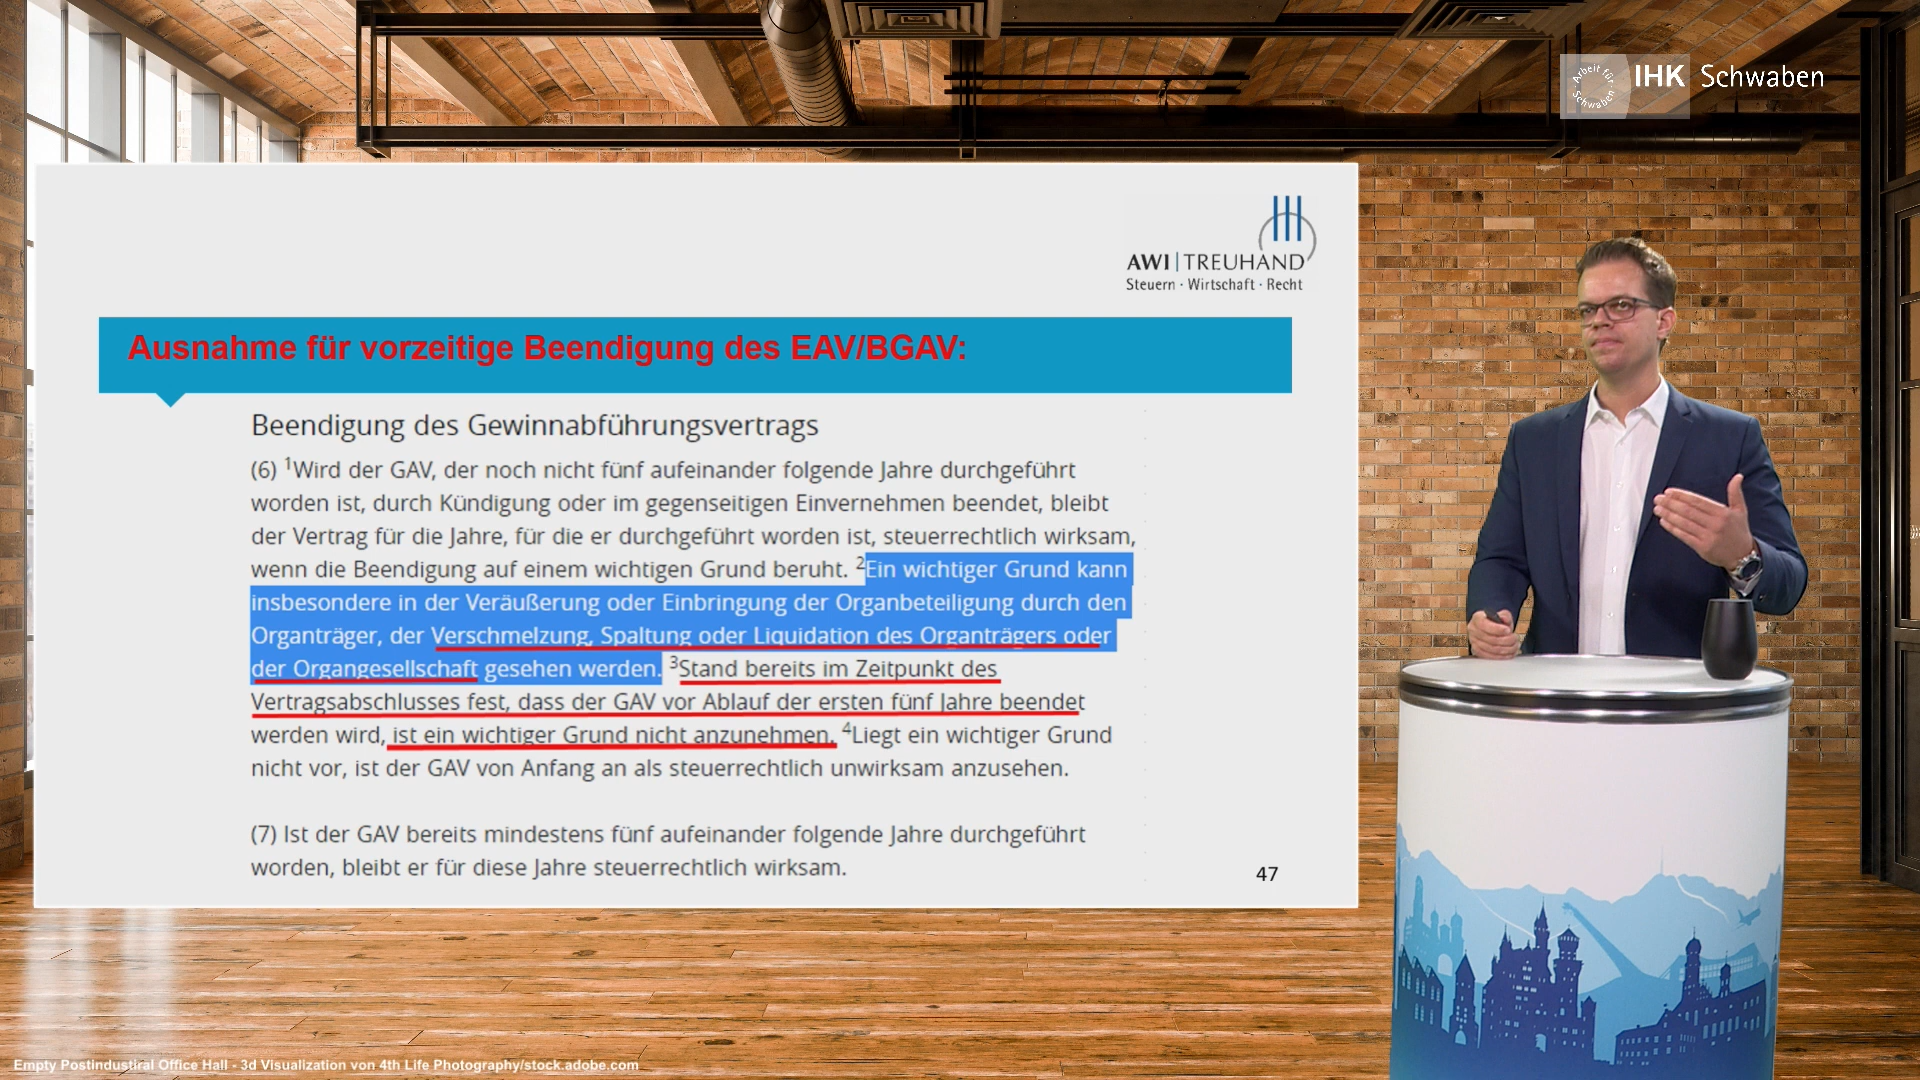 Arbeit für Schwaben
IHK Schwaben
AWI|TREUHAND
Steuern · Wirtschaft · Recht
Ausnahme für vorzeitige Beendigung des EAV/BGAV:
Beendigung des Gewinnabführungsvertrags
(6) ¹Wird der GAV, der noch nicht fünf aufeinander folgende Jahre durchgeführt
worden ist, durch Kündigung oder im gegenseitigen Einvernehmen beendet, bleibt
der Vertrag für die Jahre, für die er durchgeführt worden ist, steuerrechtlich wirksam,
wenn die Beendigung auf einem wichtigen Grund beruht. ²Ein wichtiger Grund kann
insbesondere in der Veräußerung oder Einbringung der Organbeteiligung durch den
Organträger, der Verschmelzung, Spaltung oder Liquidation des Organträgers oder
der Organgesellschaft gesehen werden. ³Stand bereits im Zeitpunkt des
Vertragsabschlusses fest, dass der GAV vor Ablauf der ersten fünf Jahre beendet
werden wird, ist ein wichtiger Grund nicht anzunehmen. ⁴Liegt ein wichtiger Grund
nicht vor, ist der GAV von Anfang an als steuerrechtlich unwirksam anzusehen.
(7) Ist der GAV bereits mindestens fünf aufeinander folgende Jahre durchgeführt
worden, bleibt er für diese Jahre steuerrechtlich wirksam.
47
Empty Postindustiral Office Hall - 3d Visualization von 4th Life Photography/stock.adobe.com